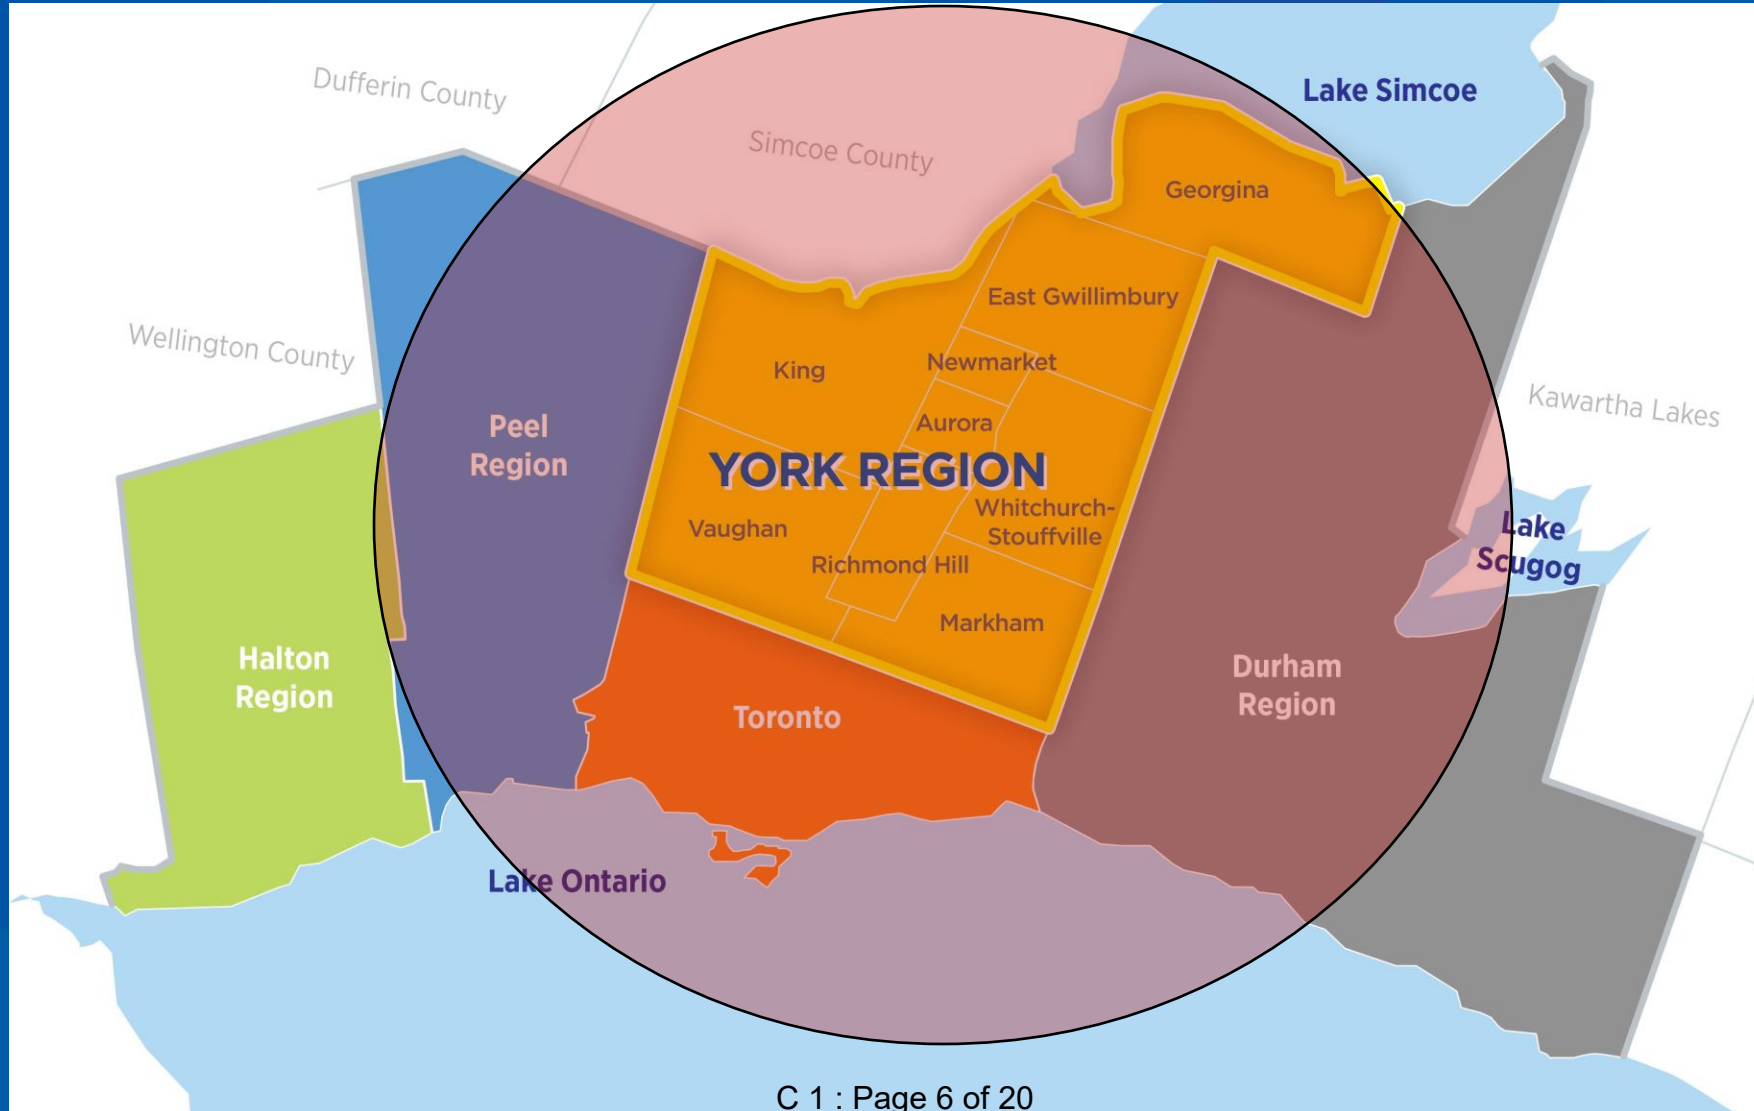 Dufferin County
Lake Simcoe
Simcoe County
Georgina
East Gwillimbury
Wellington County
King
Newmarket
Kawartha Lakes
Peel
Region
Aurora
YORK REGION
Vaughan
Whitchurch-
Stouffville
Lake
Scugog
Richmond Hill
Markham
Halton
Region
Durham
Region
Toronto
Lake Ontario
C 1 : Page 6 of 20